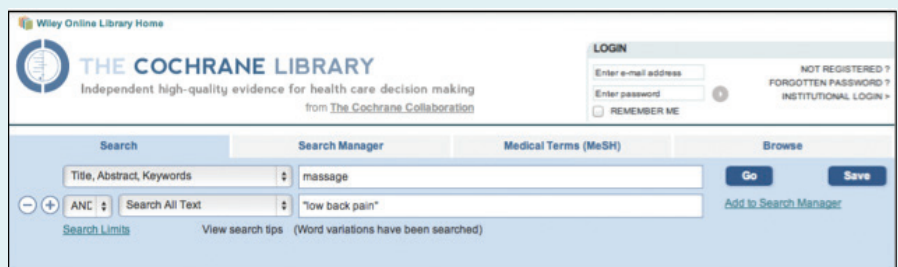 Wiley Online Library Home
THE COCHRANE LIBRARY
Independent high-quality evidence for health care decision making
from The Cochrane Collaboration
LOGIN
Enter e-mail address
Enter password
REMEMBER ME
NOT REGISTERED ?
FORGOTTEN PASSWORD ?
INSTITUTIONAL LOGIN >
Search Search Manager Medical Terms (MeSH) Browse
Title, Abstract, Keywords massage Go Save
AND Search All Text "low back pain" Add to Search Manager
Search Limits View search tips (Word variations have been searched)